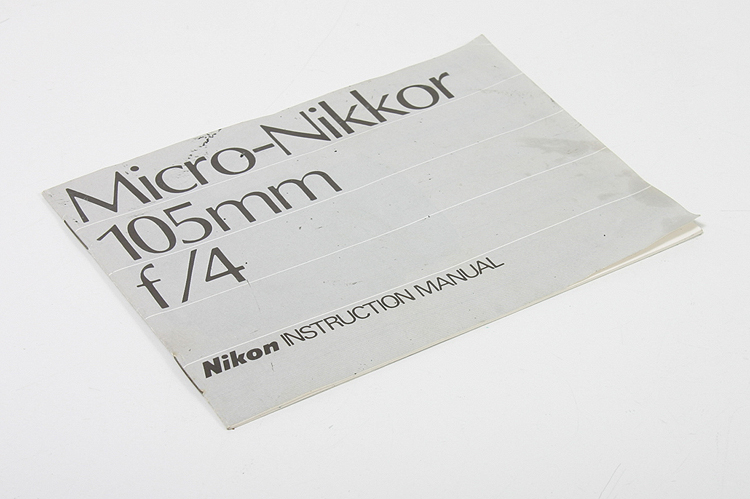 Micro-Nikkor
105mm
f/4
Nikon INSTRUCTION MANUAL